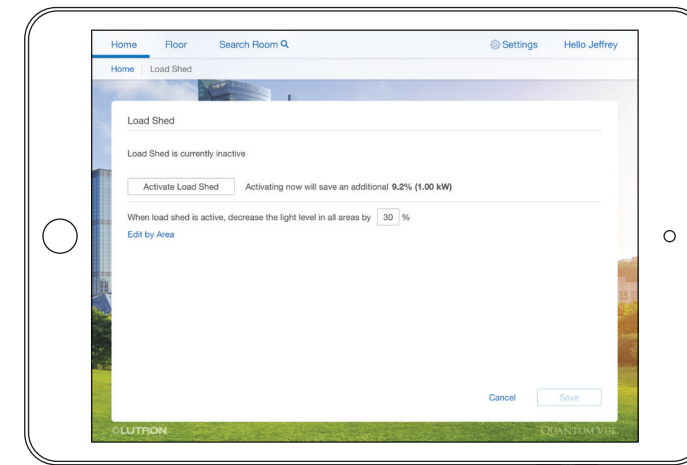 Home Floor Search Room Settings Hello Jeffrey
Home Load Shed
Load Shed
Load Shed is currently inactive
Activate Load Shed Activating now will save an additional 9.2% (1.00 kW)
When load shed is active, decrease the light level in all areas by 30 %
Edit by Area
Cancel Save
LUTRON QUANTUM VUE